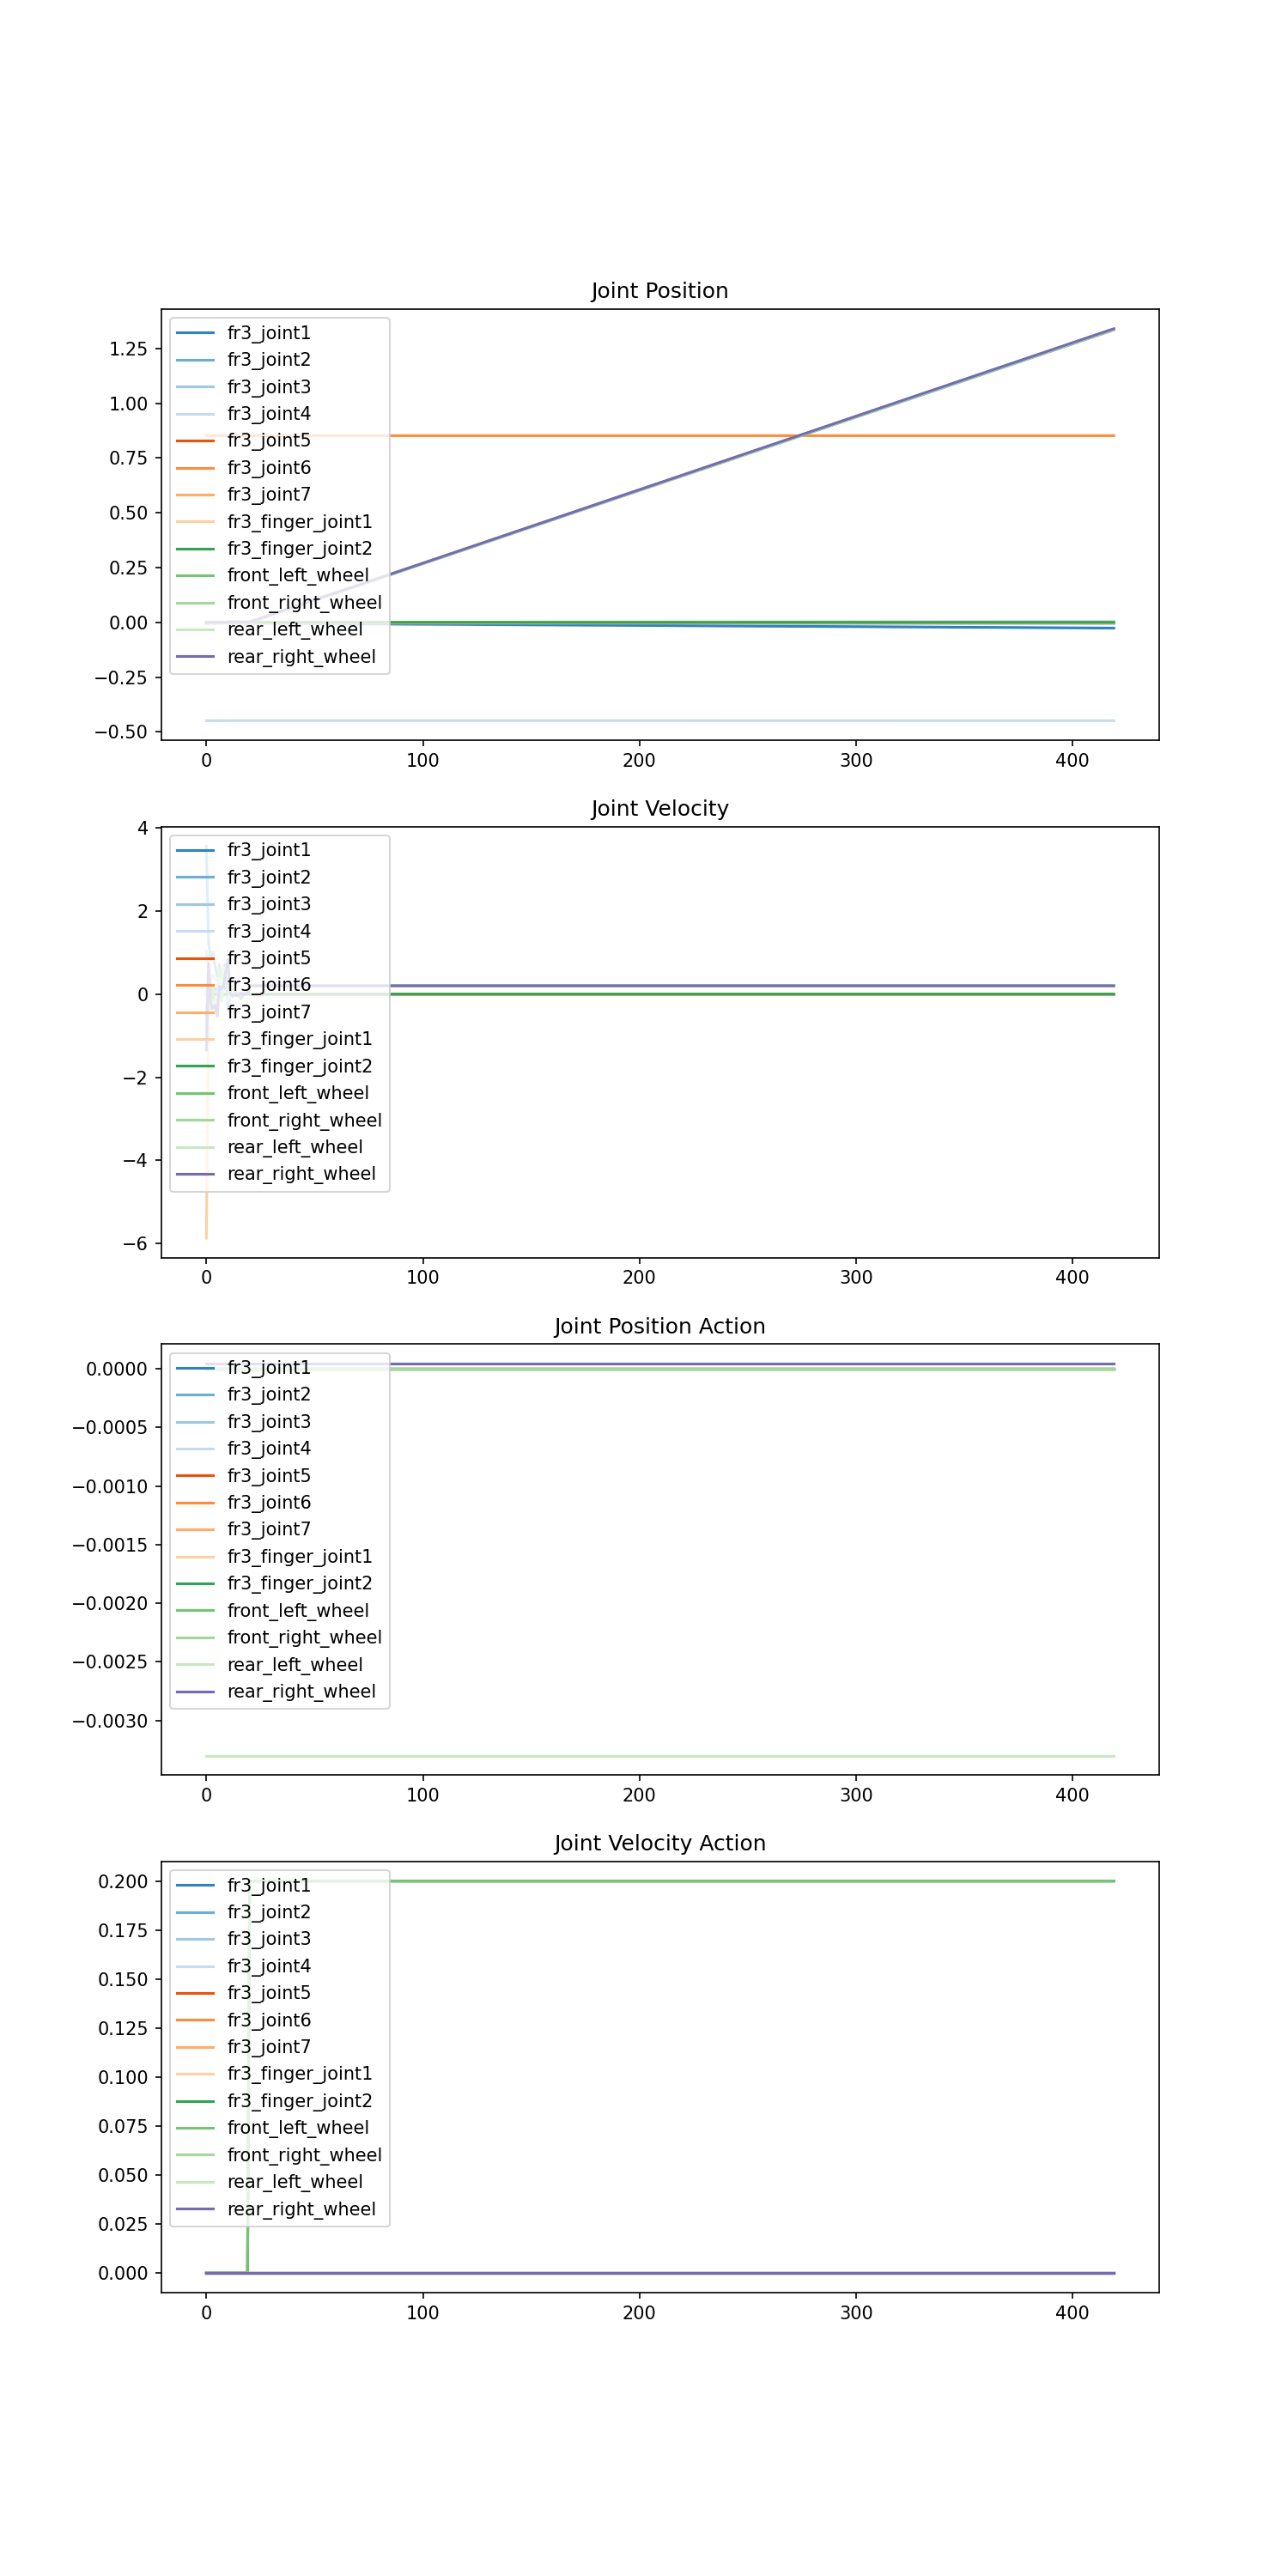 Joint Position
1.25
1.00
0.75
0.50
0.25
0.00
−0.25
−0.50
fr3_joint1
fr3_joint2
fr3_joint3
fr3_joint4
fr3_joint5
fr3_joint6
fr3_joint7
fr3_finger_joint1
fr3_finger_joint2
front_left_wheel
front_right_wheel
rear_left_wheel
rear_right_wheel
0 100 200 300 400
Joint Velocity
4
2
0
−2
−4
−6
fr3_joint1
fr3_joint2
fr3_joint3
fr3_joint4
fr3_joint5
fr3_joint6
fr3_joint7
fr3_finger_joint1
fr3_finger_joint2
front_left_wheel
front_right_wheel
rear_left_wheel
rear_right_wheel
0 100 200 300 400
Joint Position Action
0.0000
−0.0005
−0.0010
−0.0015
−0.0020
−0.0025
−0.0030
fr3_joint1
fr3_joint2
fr3_joint3
fr3_joint4
fr3_joint5
fr3_joint6
fr3_joint7
fr3_finger_joint1
fr3_finger_joint2
front_left_wheel
front_right_wheel
rear_left_wheel
rear_right_wheel
0 100 200 300 400
Joint Velocity Action
0.200
0.175
0.150
0.125
0.100
0.075
0.050
0.025
0.000
fr3_joint1
fr3_joint2
fr3_joint3
fr3_joint4
fr3_joint5
fr3_joint6
fr3_joint7
fr3_finger_joint1
fr3_finger_joint2
front_left_wheel
front_right_wheel
rear_left_wheel
rear_right_wheel
0 100 200 300 400